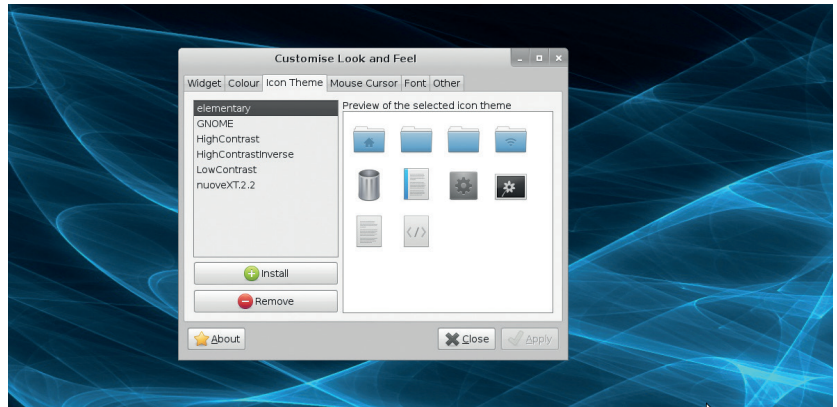 Customise Look and Feel
Widget Colour Icon Theme Mouse Cursor Font Other
elementary
GNOME
HighContrast
HighContrastInverse
LowContrast
nuoveXT.2.2
Install
Remove
Preview of the selected icon theme
</>
About
Close
Apply